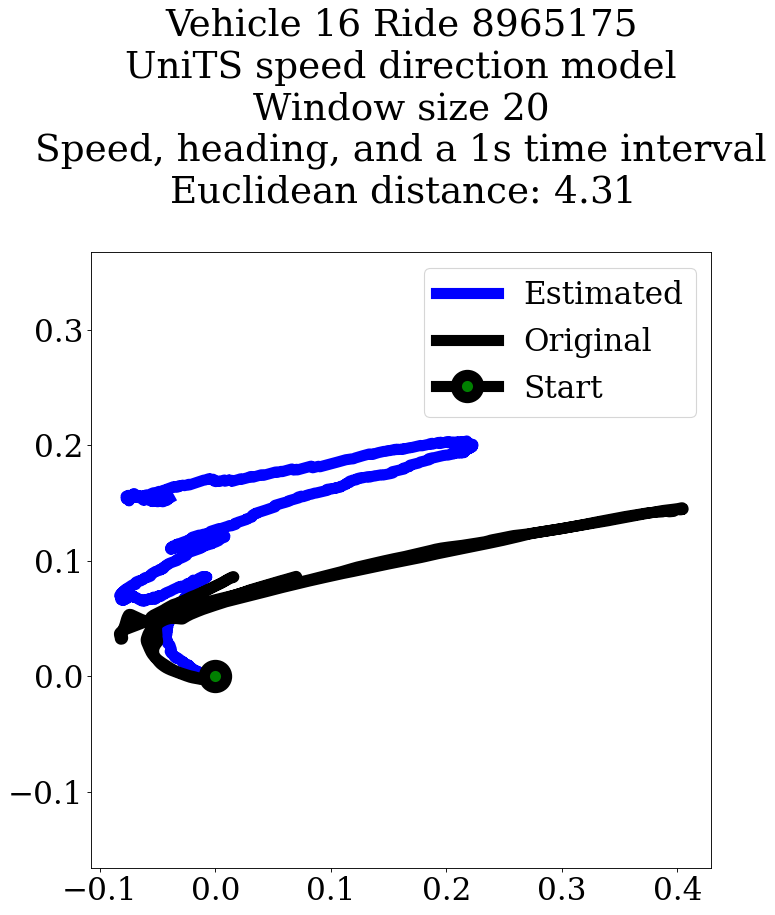 Vehicle 16 Ride 8965175
UniTS speed direction model
Window size 20
Speed, heading, and a 1s time interval
Euclidean distance: 4.31
Estimated
Original
Start
0.3
0.2
0.1
0.0
−0.1
−0.1 0.0 0.1 0.2 0.3 0.4